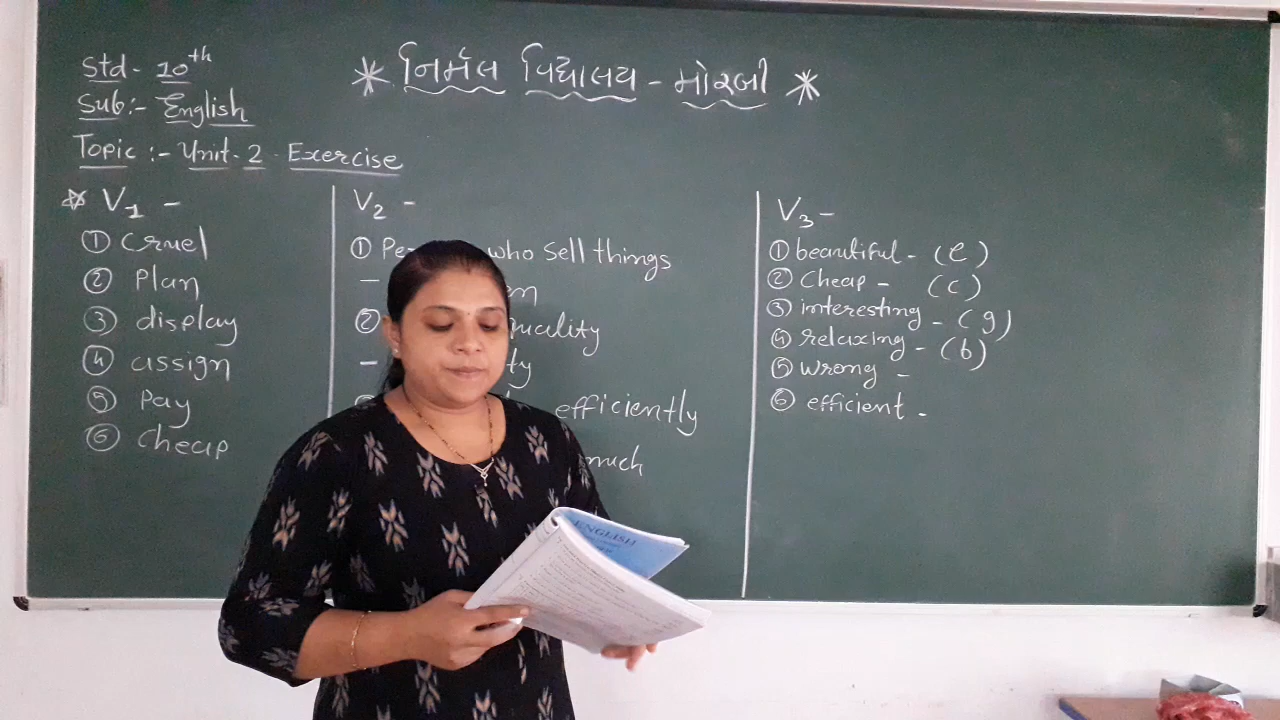 Std- 10th
Sub:- English
Topic :- Unit-2 Exercise
* નિર્મલ વિદ્યાલય - મોરબી *
☆ V1 -
① Cruel
② Plan
③ display
④ assign
⑤ Pay
⑥ Cheap
V2 -
① who sell things
-
②
-
efficiently
much
V3 -
① beautiful - (e)
② Cheap - (c)
③ interesting - (g)
④ relaxing - (b)
⑤ wrong -
⑥ efficient -
ENGLISH